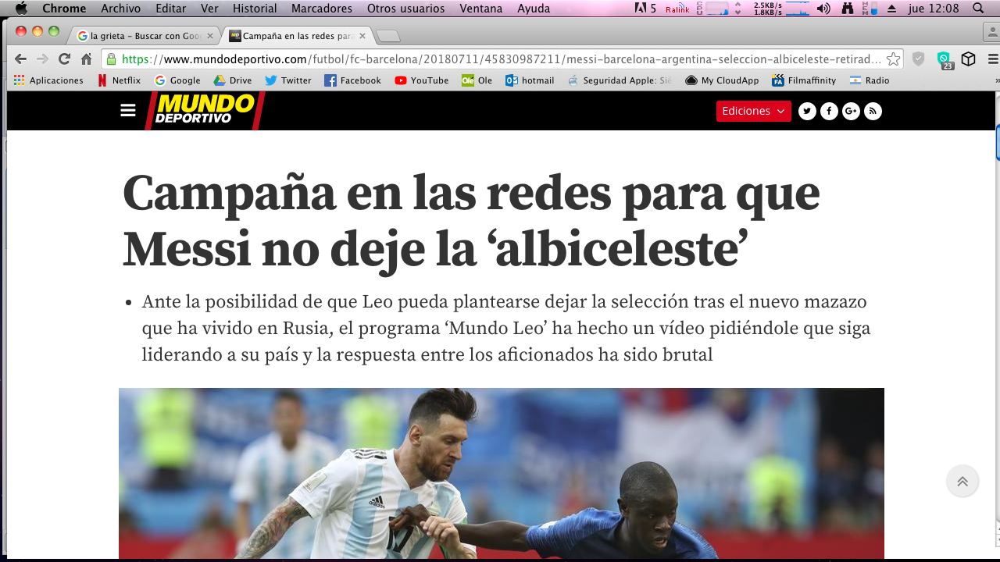 Chrome Archivo Editar Ver Historial Marcadores Otros usuarios Ventana Ayuda 5 Ralink 2.5KB/s 1.8KB/s jue 12:08
la grieta – Buscar con Goo
Campaña en las redes para
https://www.mundodeportivo.com/futbol/fc-barcelona/20180711/45830987211/messi-barcelona-argentina-seleccion-albiceleste-retirad...
23
Aplicaciones Netflix Google Drive Twitter Facebook YouTube Ole Ole hotmail Seguridad Apple: Sié My CloudApp FA Filmaffinity Radio »
MUNDO
DEPORTIVO
Ediciones
Campaña en las redes para que
Messi no deje la ‘albiceleste’
• Ante la posibilidad de que Leo pueda plantearse dejar la selección tras el nuevo mazazo
que ha vivido en Rusia, el programa ‘Mundo Leo’ ha hecho un vídeo pidiéndole que siga
liderando a su país y la respuesta entre los aficionados ha sido brutal
adidas